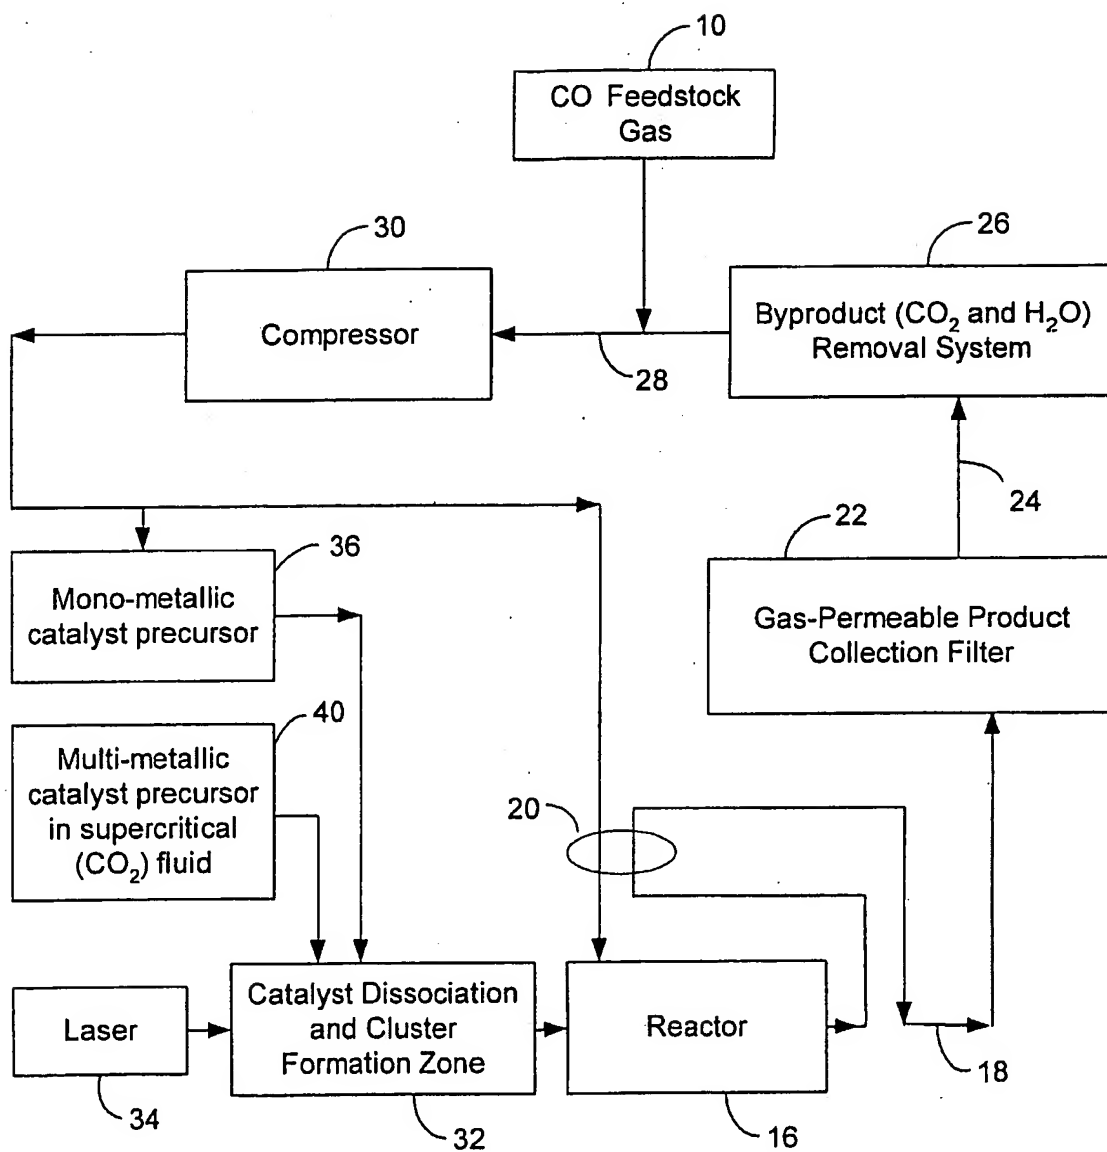 10
CO Feedstock
Gas
30
26
Compressor
Byproduct (CO₂ and H₂O)
Removal System
28
24
22
36
Mono-metallic
catalyst precursor
Gas-Permeable Product
Collection Filter
40
Multi-metallic
catalyst precursor
in supercritical
(CO₂) fluid
20
Laser
Catalyst Dissociation
and Cluster
Formation Zone
Reactor
18
34
32
16